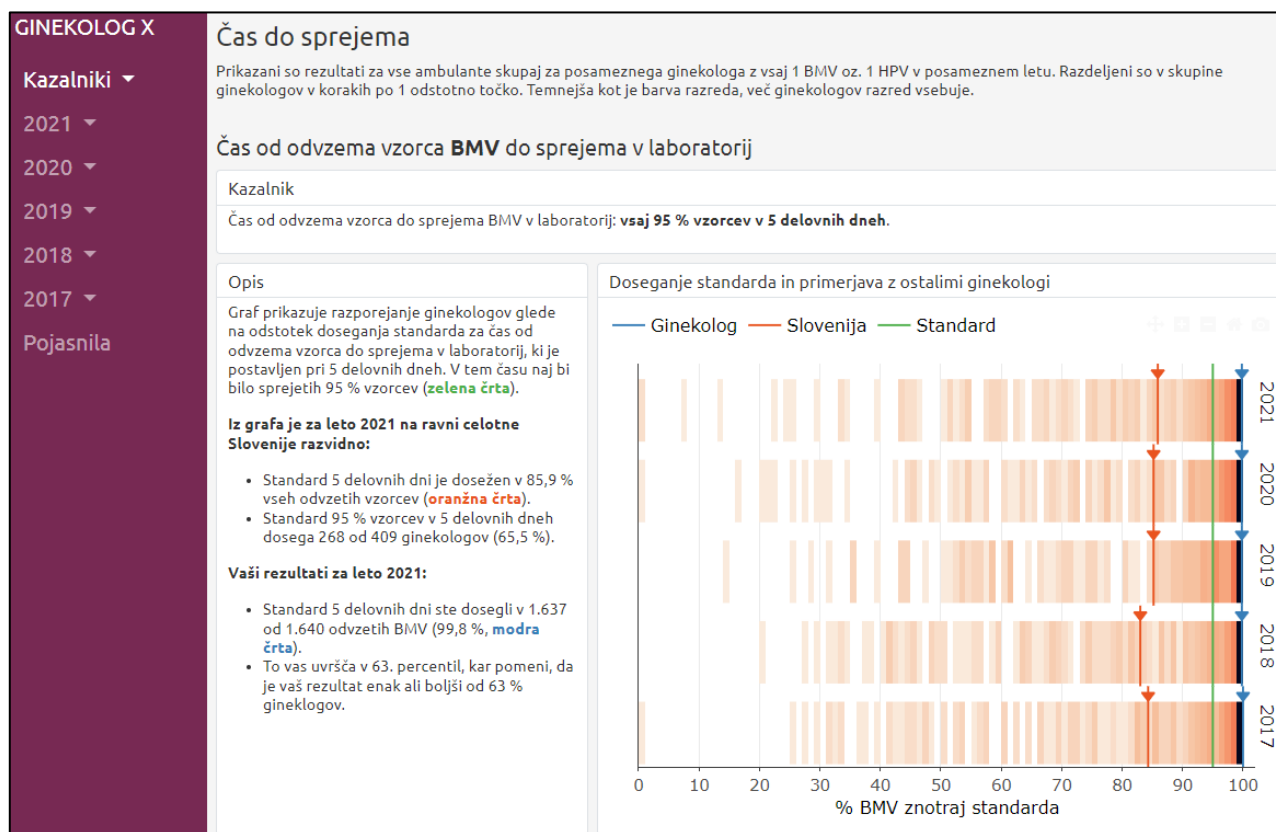 GINEKOLOG X
Kazalniki
2021
2020
2019
2018
2017
Pojasnila
Čas do sprejema
Prikazani so rezultati za vse ambulante skupaj za posameznega ginekologa z vsaj 1 BMV oz. 1 HPV v posameznem letu. Razdeljeni so v skupine
ginekologov v korakih po 1 odstotno točko. Temnejša kot je barva razreda, več ginekologov razred vsebuje.
Čas od odvzema vzorca BMV do sprejema v laboratorij
Kazalnik
Čas od odvzema vzorca do sprejema BMV v laboratorij: vsaj 95 % vzorcev v 5 delovnih dneh.
Opis
Graf prikazuje razporejanje ginekologov glede
na odstotek doseganja standarda za čas od
odvzema vzorca do sprejema v laboratorij, ki je
postavljen pri 5 delovnih dneh. V tem času naj bi
bilo sprejetih 95 % vzorcev (zelena črta).
Iz grafa je za leto 2021 na ravni celotne
Slovenije razvidno:
• Standard 5 delovnih dni je dosežen v 85,9 %
vseh odvzetih vzorcev (oranžna črta).
• Standard 95 % vzorcev v 5 delovnih dneh
dosega 268 od 409 ginekologov (65,5 %).
Vaši rezultati za leto 2021:
• Standard 5 delovnih dni ste dosegli v 1.637
od 1.640 odvzetih BMV (99,8 %, modra
črta).
• To vas uvršča v 63. percentil, kar pomeni, da
je vaš rezultat enak ali boljši od 63 %
gineklogov.
Doseganje standarda in primerjava z ostalimi ginekologi
Ginekolog Slovenija Standard
2021
2020
2019
2018
2017
0 10 20 30 40 50 60 70 80 90 100
% BMV znotraj standarda